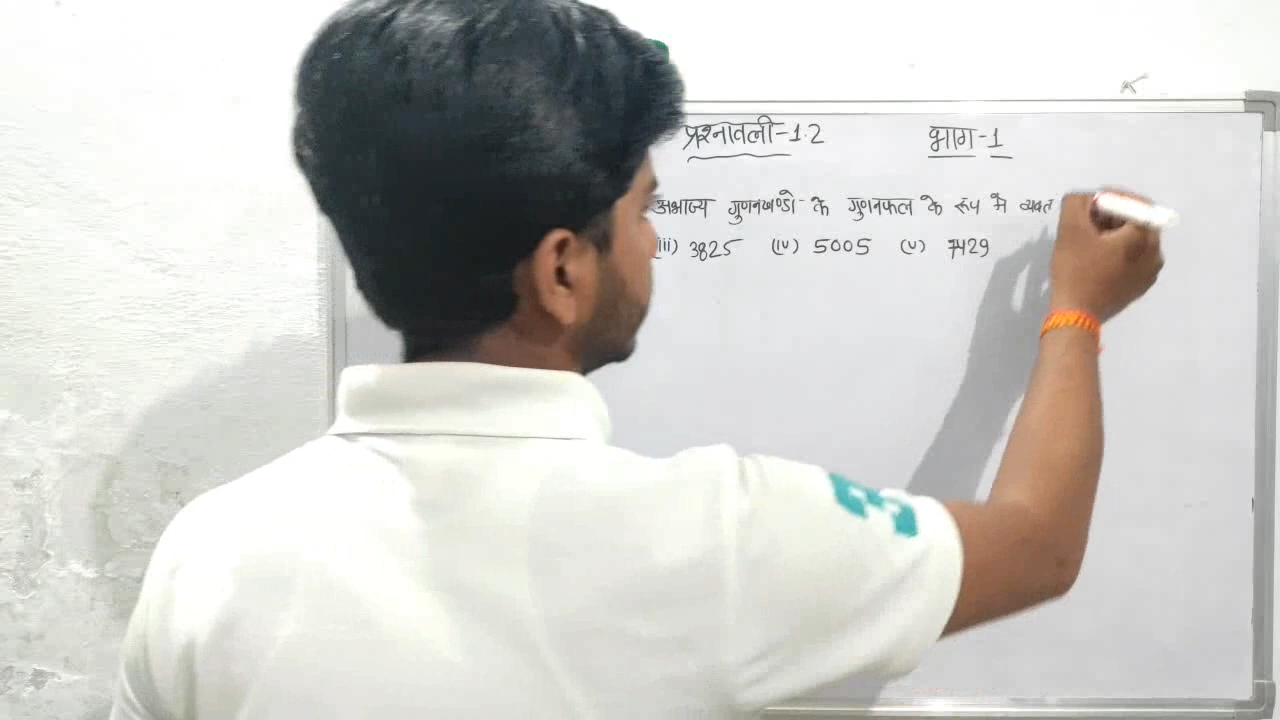 प्रश्नावली-1.2 भाग-1
अभाज्य गुणनखण्डो के गुणनफल के रूप मे व्यक्त
(iii) 3825 (iv) 5005 (v) 7429